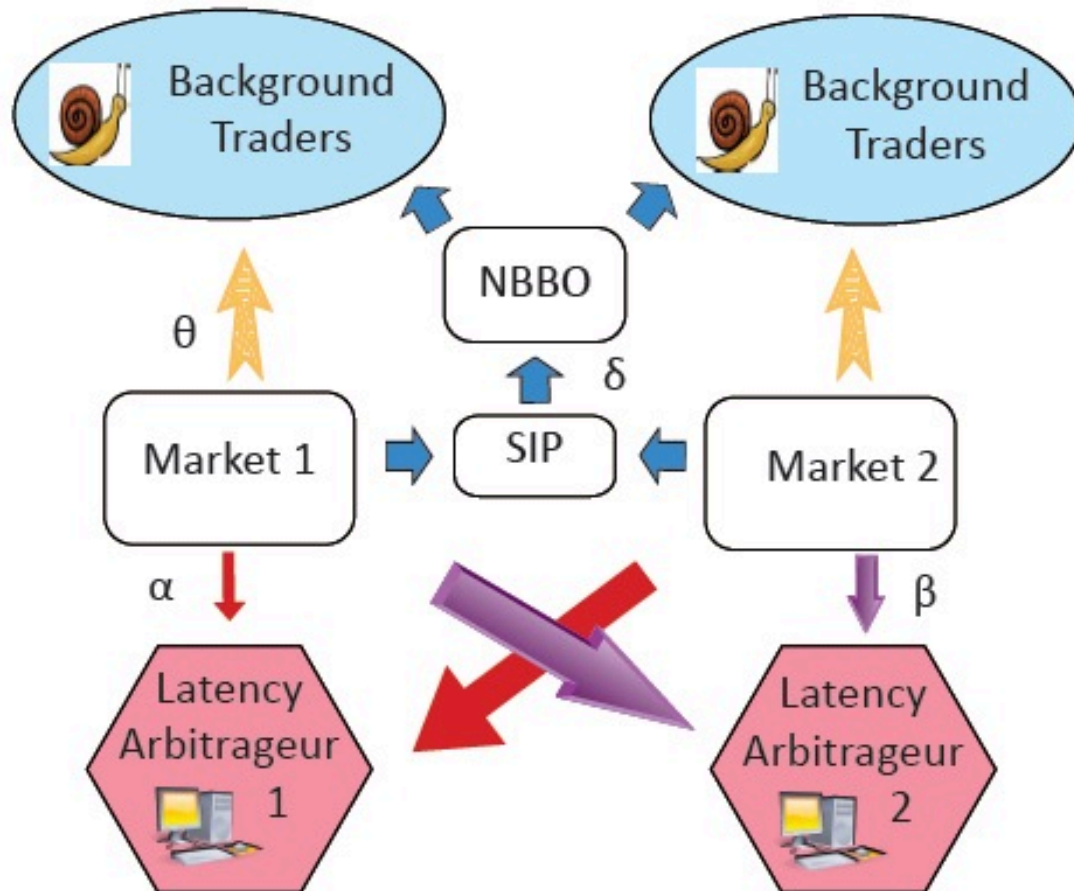 Background
Traders
Background
Traders
NBBO
θ
δ
Market 1
SIP
Market 2
α
β
Latency
Arbitrageur
1
Latency
Arbitrageur
2